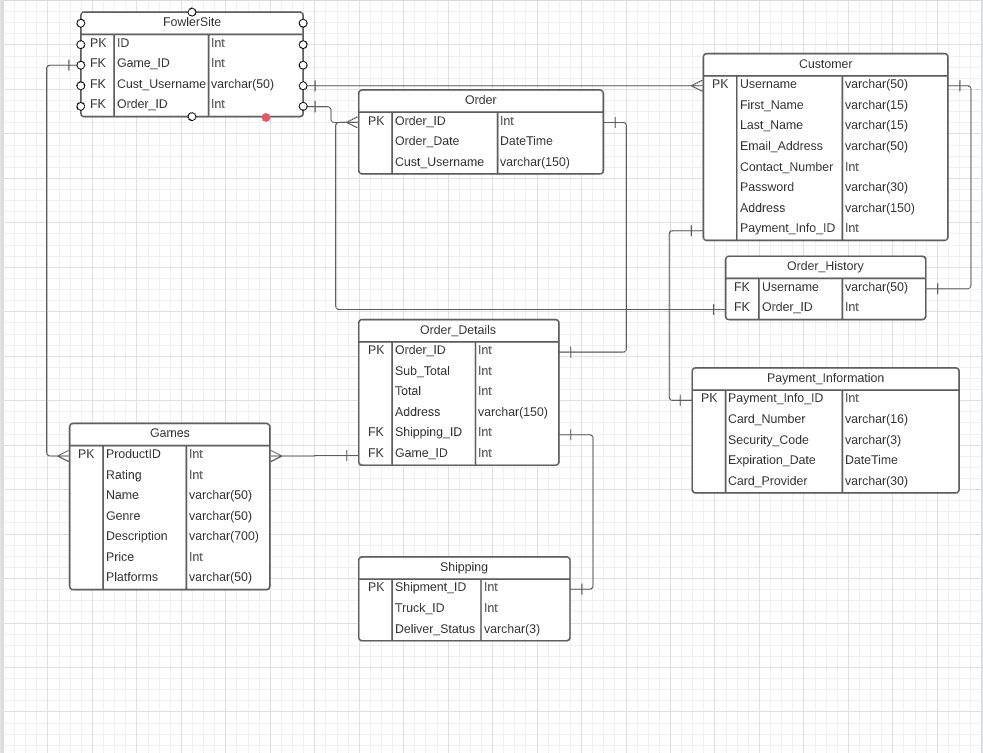 FowlerSite
PK ID Int
FK Game_ID Int
FK Cust_Username varchar(50)
FK Order_ID Int
Customer
PK Username varchar(50)
First_Name varchar(15)
Last_Name varchar(15)
Email_Address varchar(50)
Contact_Number Int
Password varchar(30)
Address varchar(150)
Payment_Info_ID Int
Order
PK Order_ID Int
Order_Date DateTime
Cust_Username varchar(150)
Order_History
FK Username varchar(50)
FK Order_ID Int
Order_Details
PK Order_ID Int
Sub_Total Int
Total Int
Address varchar(150)
FK Shipping_ID Int
FK Game_ID Int
Payment_Information
PK Payment_Info_ID Int
Card_Number varchar(16)
Security_Code varchar(3)
Expiration_Date DateTime
Card_Provider varchar(30)
Games
PK ProductID Int
Rating Int
Name varchar(50)
Genre varchar(50)
Description varchar(700)
Price Int
Platforms varchar(50)
Shipping
PK Shipment_ID Int
Truck_ID Int
Deliver_Status varchar(3)